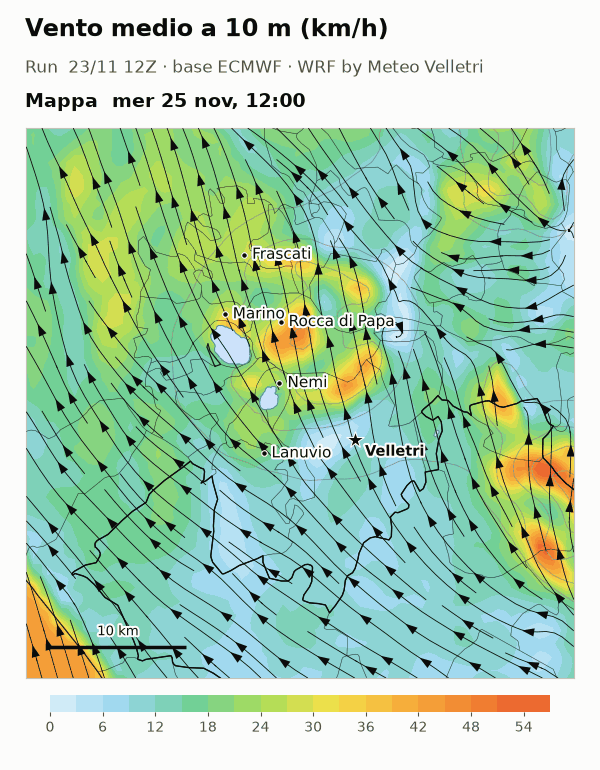 Vento medio a 10 m (km/h)
Run  23/11 12Z · base ECMWF · WRF by Meteo Velletri
Mappa  mer 25 nov, 12:00
Frascati
Marino
Rocca di Papa
Nemi
Velletri
Lanuvio
10 km
0 6 12 18 24 30 36 42 48 54